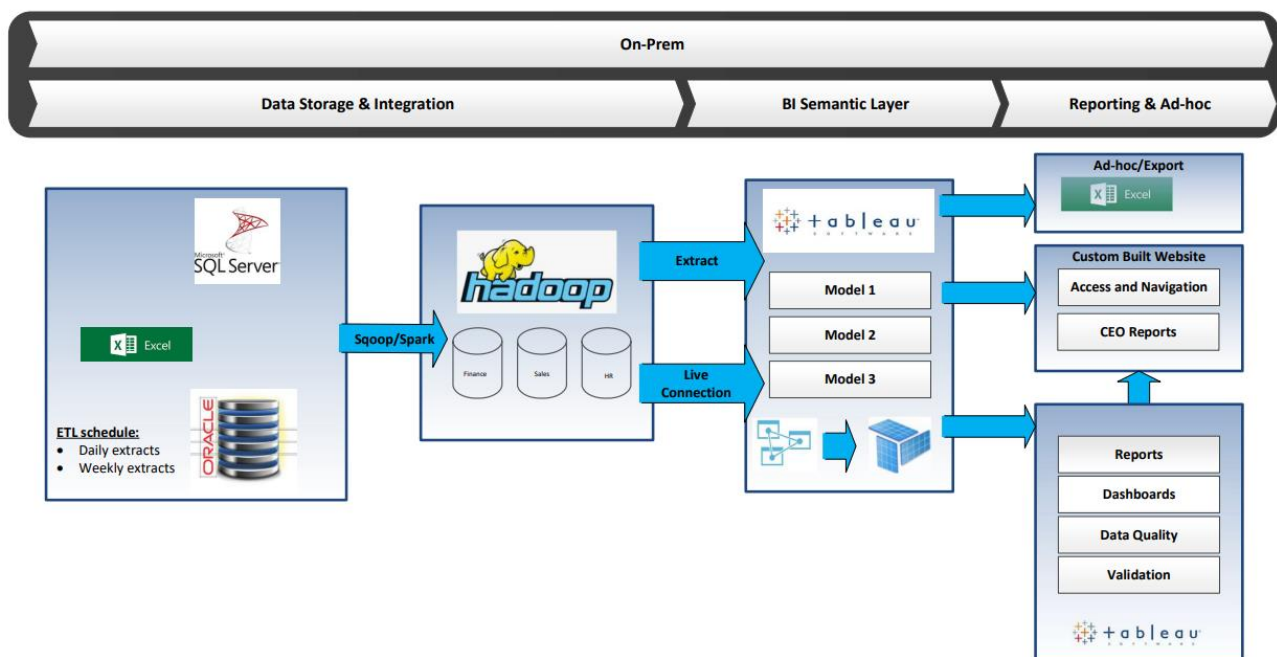 On-Prem
Data Storage & Integration
BI Semantic Layer
Reporting & Ad-hoc
Microsoft
SQL Server
Excel
ORACLE
ETL schedule:
• Daily extracts
• Weekly extracts
Sqoop/Spark
hadoop
Finance
Sales
HR
Extract
Live
Connection
+ a b | e a u
S O F T W A R E
Model 1
Model 2
Model 3
Ad-hoc/Export
Excel
Custom Built Website
Access and Navigation
CEO Reports
Reports
Dashboards
Data Quality
Validation
+ a b | e a u